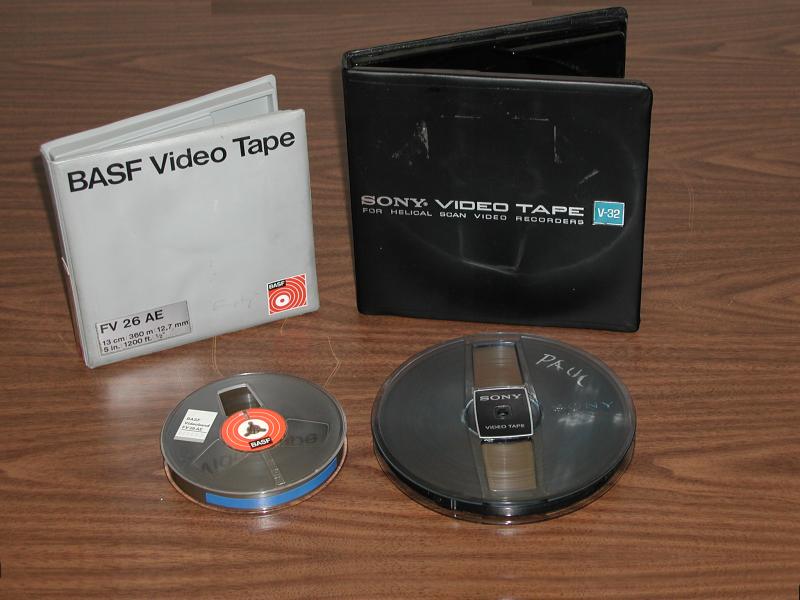 BASF Video Tape
BASF
FV 26 AE
13 cm 360 m 12,7 mm
5 in. 1200 ft. ½"
SONY® VIDEO TAPE
FOR HELICAL SCAN VIDEO RECORDERS
V-32
BASF
Videoband
FV 26 AE
BASF
PAUL
SONY
SONY
VIDEO TAPE